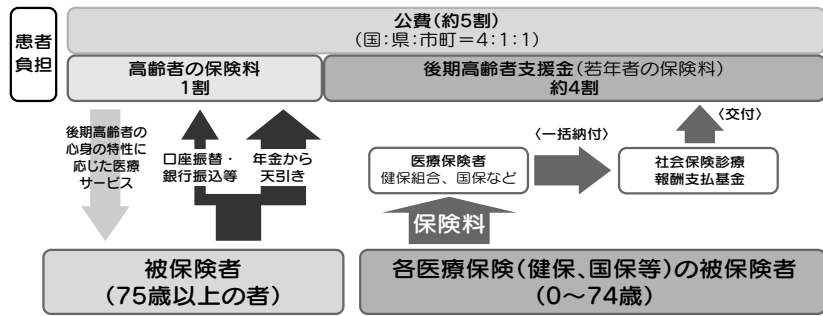 患者
負担
公費(約5割)
(国:県:市町＝4:1:1)
高齢者の保険料
1割
後期高齢者支援金(若年者の保険料)
約4割
後期高齢者の
心身の特性に
応じた医療
サービス
口座振替・
銀行振込等
年金から
天引き
医療保険者
健保組合、国保など
〈一括納付〉
〈交付〉
社会保険診療
報酬支払基金
保険料
被保険者
(75歳以上の者)
各医療保険(健保、国保等)の被保険者
(0～74歳)